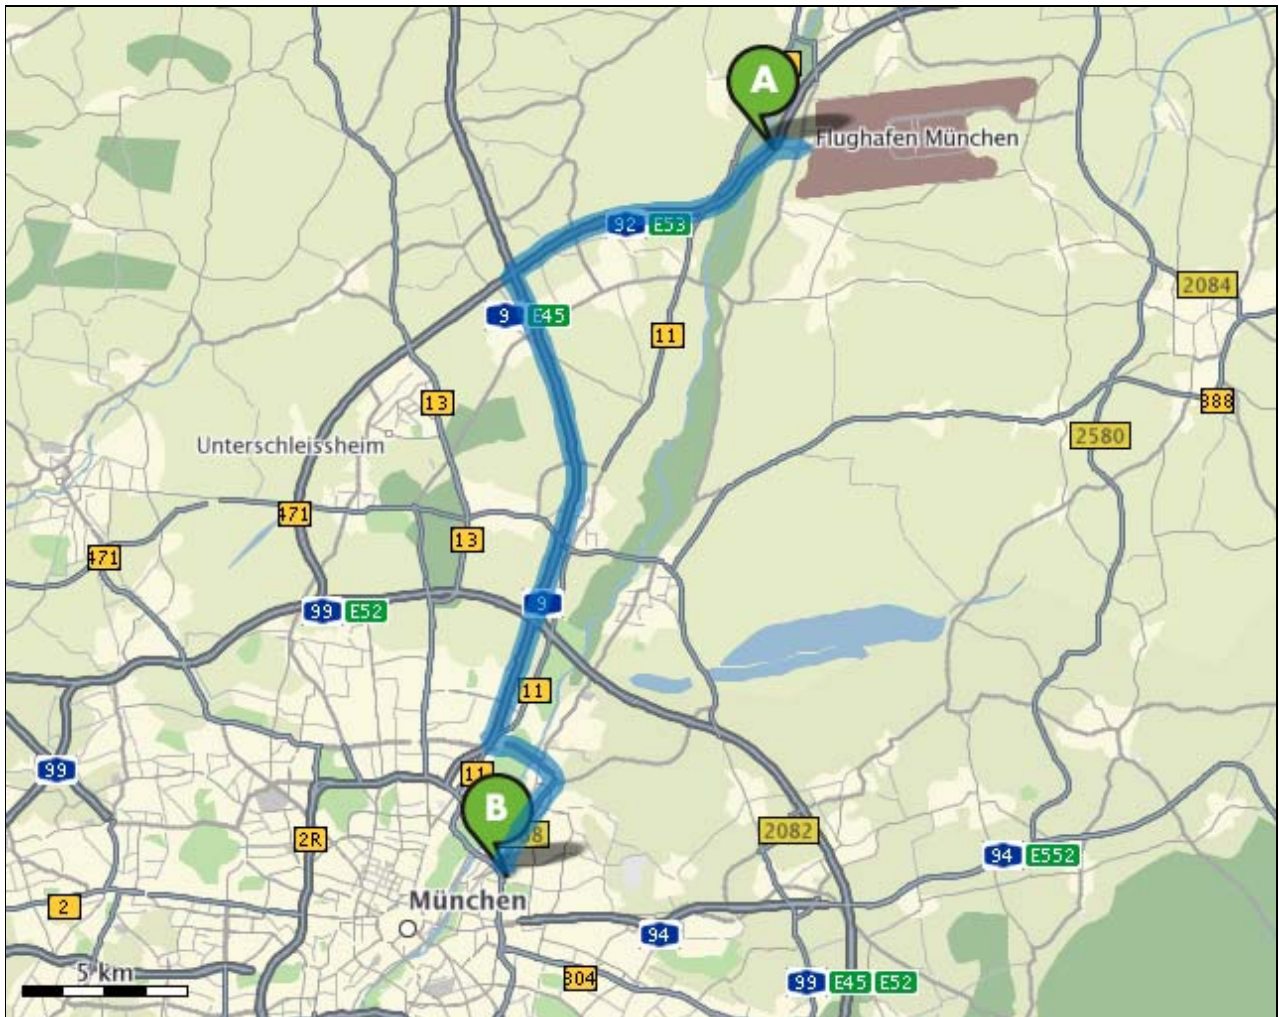 A
Flughafen München
92 E53
9 E45
2084
11
13
388
2580
Unterschleissheim
471
13
471
9
99 E52
11
99
11
B
2R
2082
94 E552
München
2
94
5 km
304
99 E45 E52